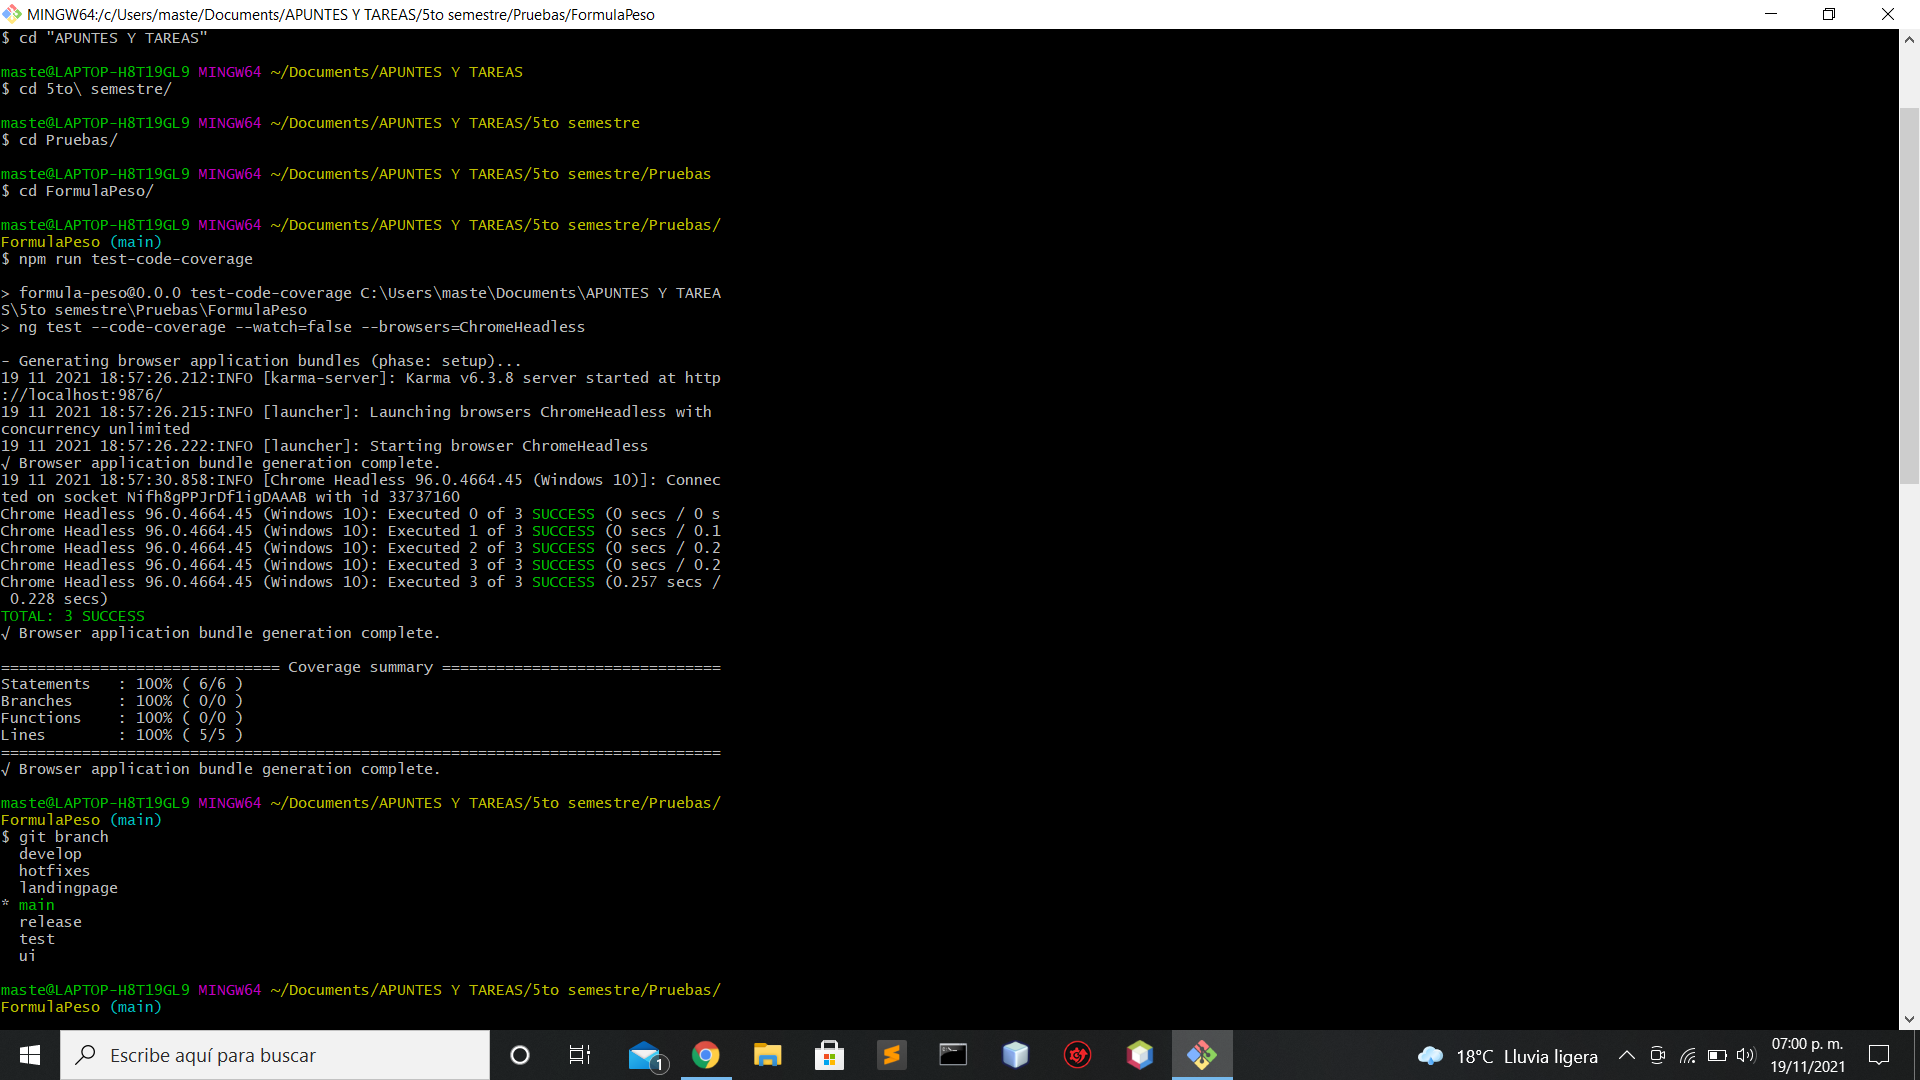 MINGW64:/c/Users/maste/Documents/APUNTES Y TAREAS/5to semestre/Pruebas/FormulaPeso
$ cd "APUNTES Y TAREAS"
maste@LAPTOP-H8T19GL9 MINGW64 ~/Documents/APUNTES Y TAREAS
$ cd 5to\ semestre/
maste@LAPTOP-H8T19GL9 MINGW64 ~/Documents/APUNTES Y TAREAS/5to semestre
$ cd Pruebas/
maste@LAPTOP-H8T19GL9 MINGW64 ~/Documents/APUNTES Y TAREAS/5to semestre/Pruebas
$ cd FormulaPeso/
maste@LAPTOP-H8T19GL9 MINGW64 ~/Documents/APUNTES Y TAREAS/5to semestre/Pruebas/
FormulaPeso (main)
$ npm run test-code-coverage
> formula-peso@0.0.0 test-code-coverage C:\Users\maste\Documents\APUNTES Y TAREA
S\5to semestre\Pruebas\FormulaPeso
> ng test --code-coverage --watch=false --browsers=ChromeHeadless
- Generating browser application bundles (phase: setup)...
19 11 2021 18:57:26.212:INFO [karma-server]: Karma v6.3.8 server started at http
://localhost:9876/
19 11 2021 18:57:26.215:INFO [launcher]: Launching browsers ChromeHeadless with
concurrency unlimited
19 11 2021 18:57:26.222:INFO [launcher]: Starting browser ChromeHeadless
√ Browser application bundle generation complete.
19 11 2021 18:57:30.858:INFO [Chrome Headless 96.0.4664.45 (Windows 10)]: Connec
ted on socket Nifh8gPPJrDf1igDAAAB with id 33737160
Chrome Headless 96.0.4664.45 (Windows 10): Executed 0 of 3 SUCCESS (0 secs / 0 s
Chrome Headless 96.0.4664.45 (Windows 10): Executed 1 of 3 SUCCESS (0 secs / 0.1
Chrome Headless 96.0.4664.45 (Windows 10): Executed 2 of 3 SUCCESS (0 secs / 0.2
Chrome Headless 96.0.4664.45 (Windows 10): Executed 3 of 3 SUCCESS (0 secs / 0.2
Chrome Headless 96.0.4664.45 (Windows 10): Executed 3 of 3 SUCCESS (0.257 secs /
 0.228 secs)
TOTAL: 3 SUCCESS
√ Browser application bundle generation complete.
=============================== Coverage summary ===============================
Statements   : 100% ( 6/6 )
Branches     : 100% ( 0/0 )
Functions    : 100% ( 0/0 )
Lines        : 100% ( 5/5 )
================================================================================
√ Browser application bundle generation complete.
maste@LAPTOP-H8T19GL9 MINGW64 ~/Documents/APUNTES Y TAREAS/5to semestre/Pruebas/
FormulaPeso (main)
$ git branch
  develop
  hotfixes
  landingpage
* main
  release
  test
  ui
maste@LAPTOP-H8T19GL9 MINGW64 ~/Documents/APUNTES Y TAREAS/5to semestre/Pruebas/
FormulaPeso (main)
Escribe aquí para buscar
1
18°C Lluvia ligera
07:00 p. m.
19/11/2021